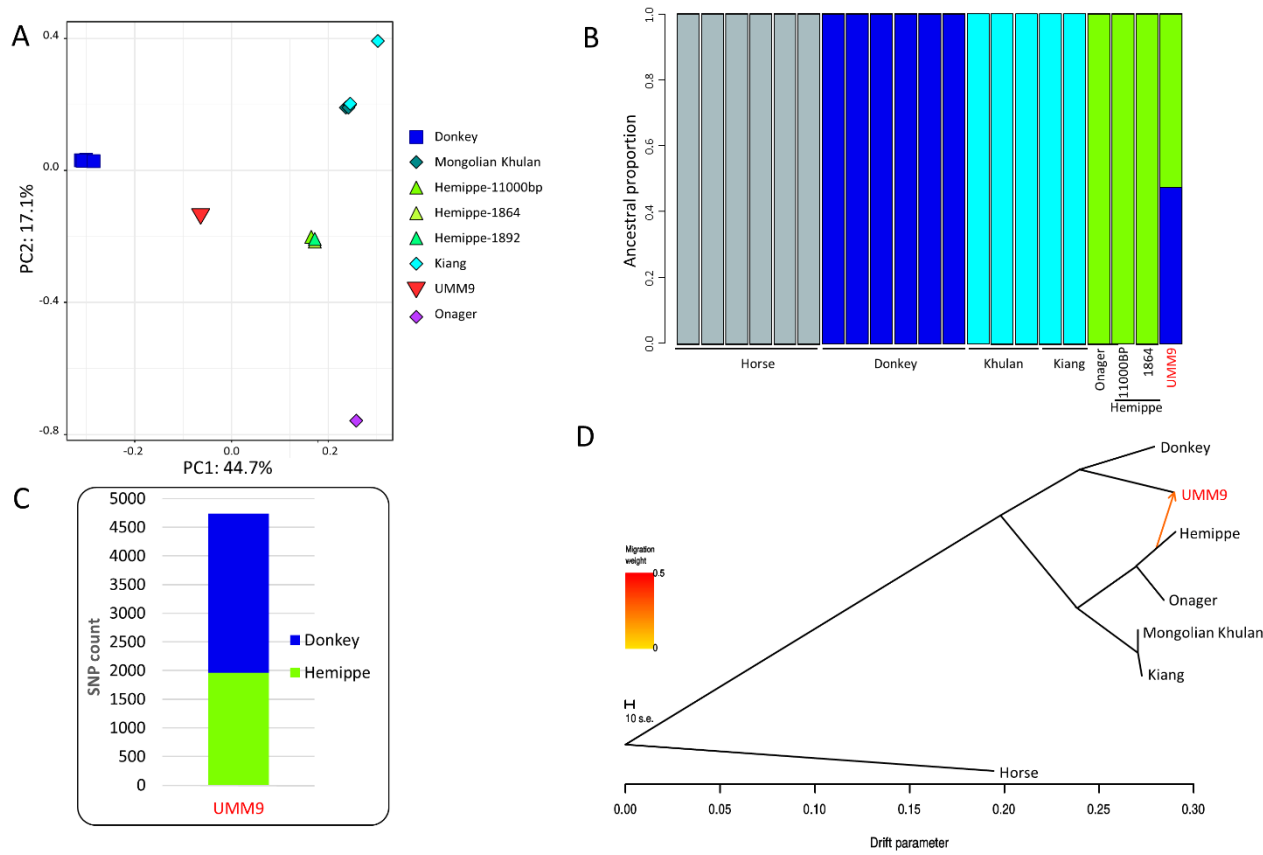 A
0.4
0.0
-0.4
-0.8
-0.2
0.0
0.2
PC2: 17.1%
PC1: 44.7%
Donkey
Mongolian Khulan
Hemippe-11000bp
Hemippe-1864
Hemippe-1892
Kiang
UMM9
Onager
B
Ancestral proportion
1.0
0.8
0.6
0.4
0.2
0.0
Horse
Donkey
Khulan
Kiang
Onager
11000BP
1864
UMM9
Hemippe
C
SNP count
5000
4500
4000
3500
3000
2500
2000
1500
1000
500
0
Donkey
Hemippe
UMM9
D
Donkey
UMM9
Hemippe
Onager
Mongolian Khulan
Kiang
Horse
Migration
weight
0.5
0
10 s.e.
0.00
0.05
0.10
0.15
0.20
0.25
0.30
Drift parameter